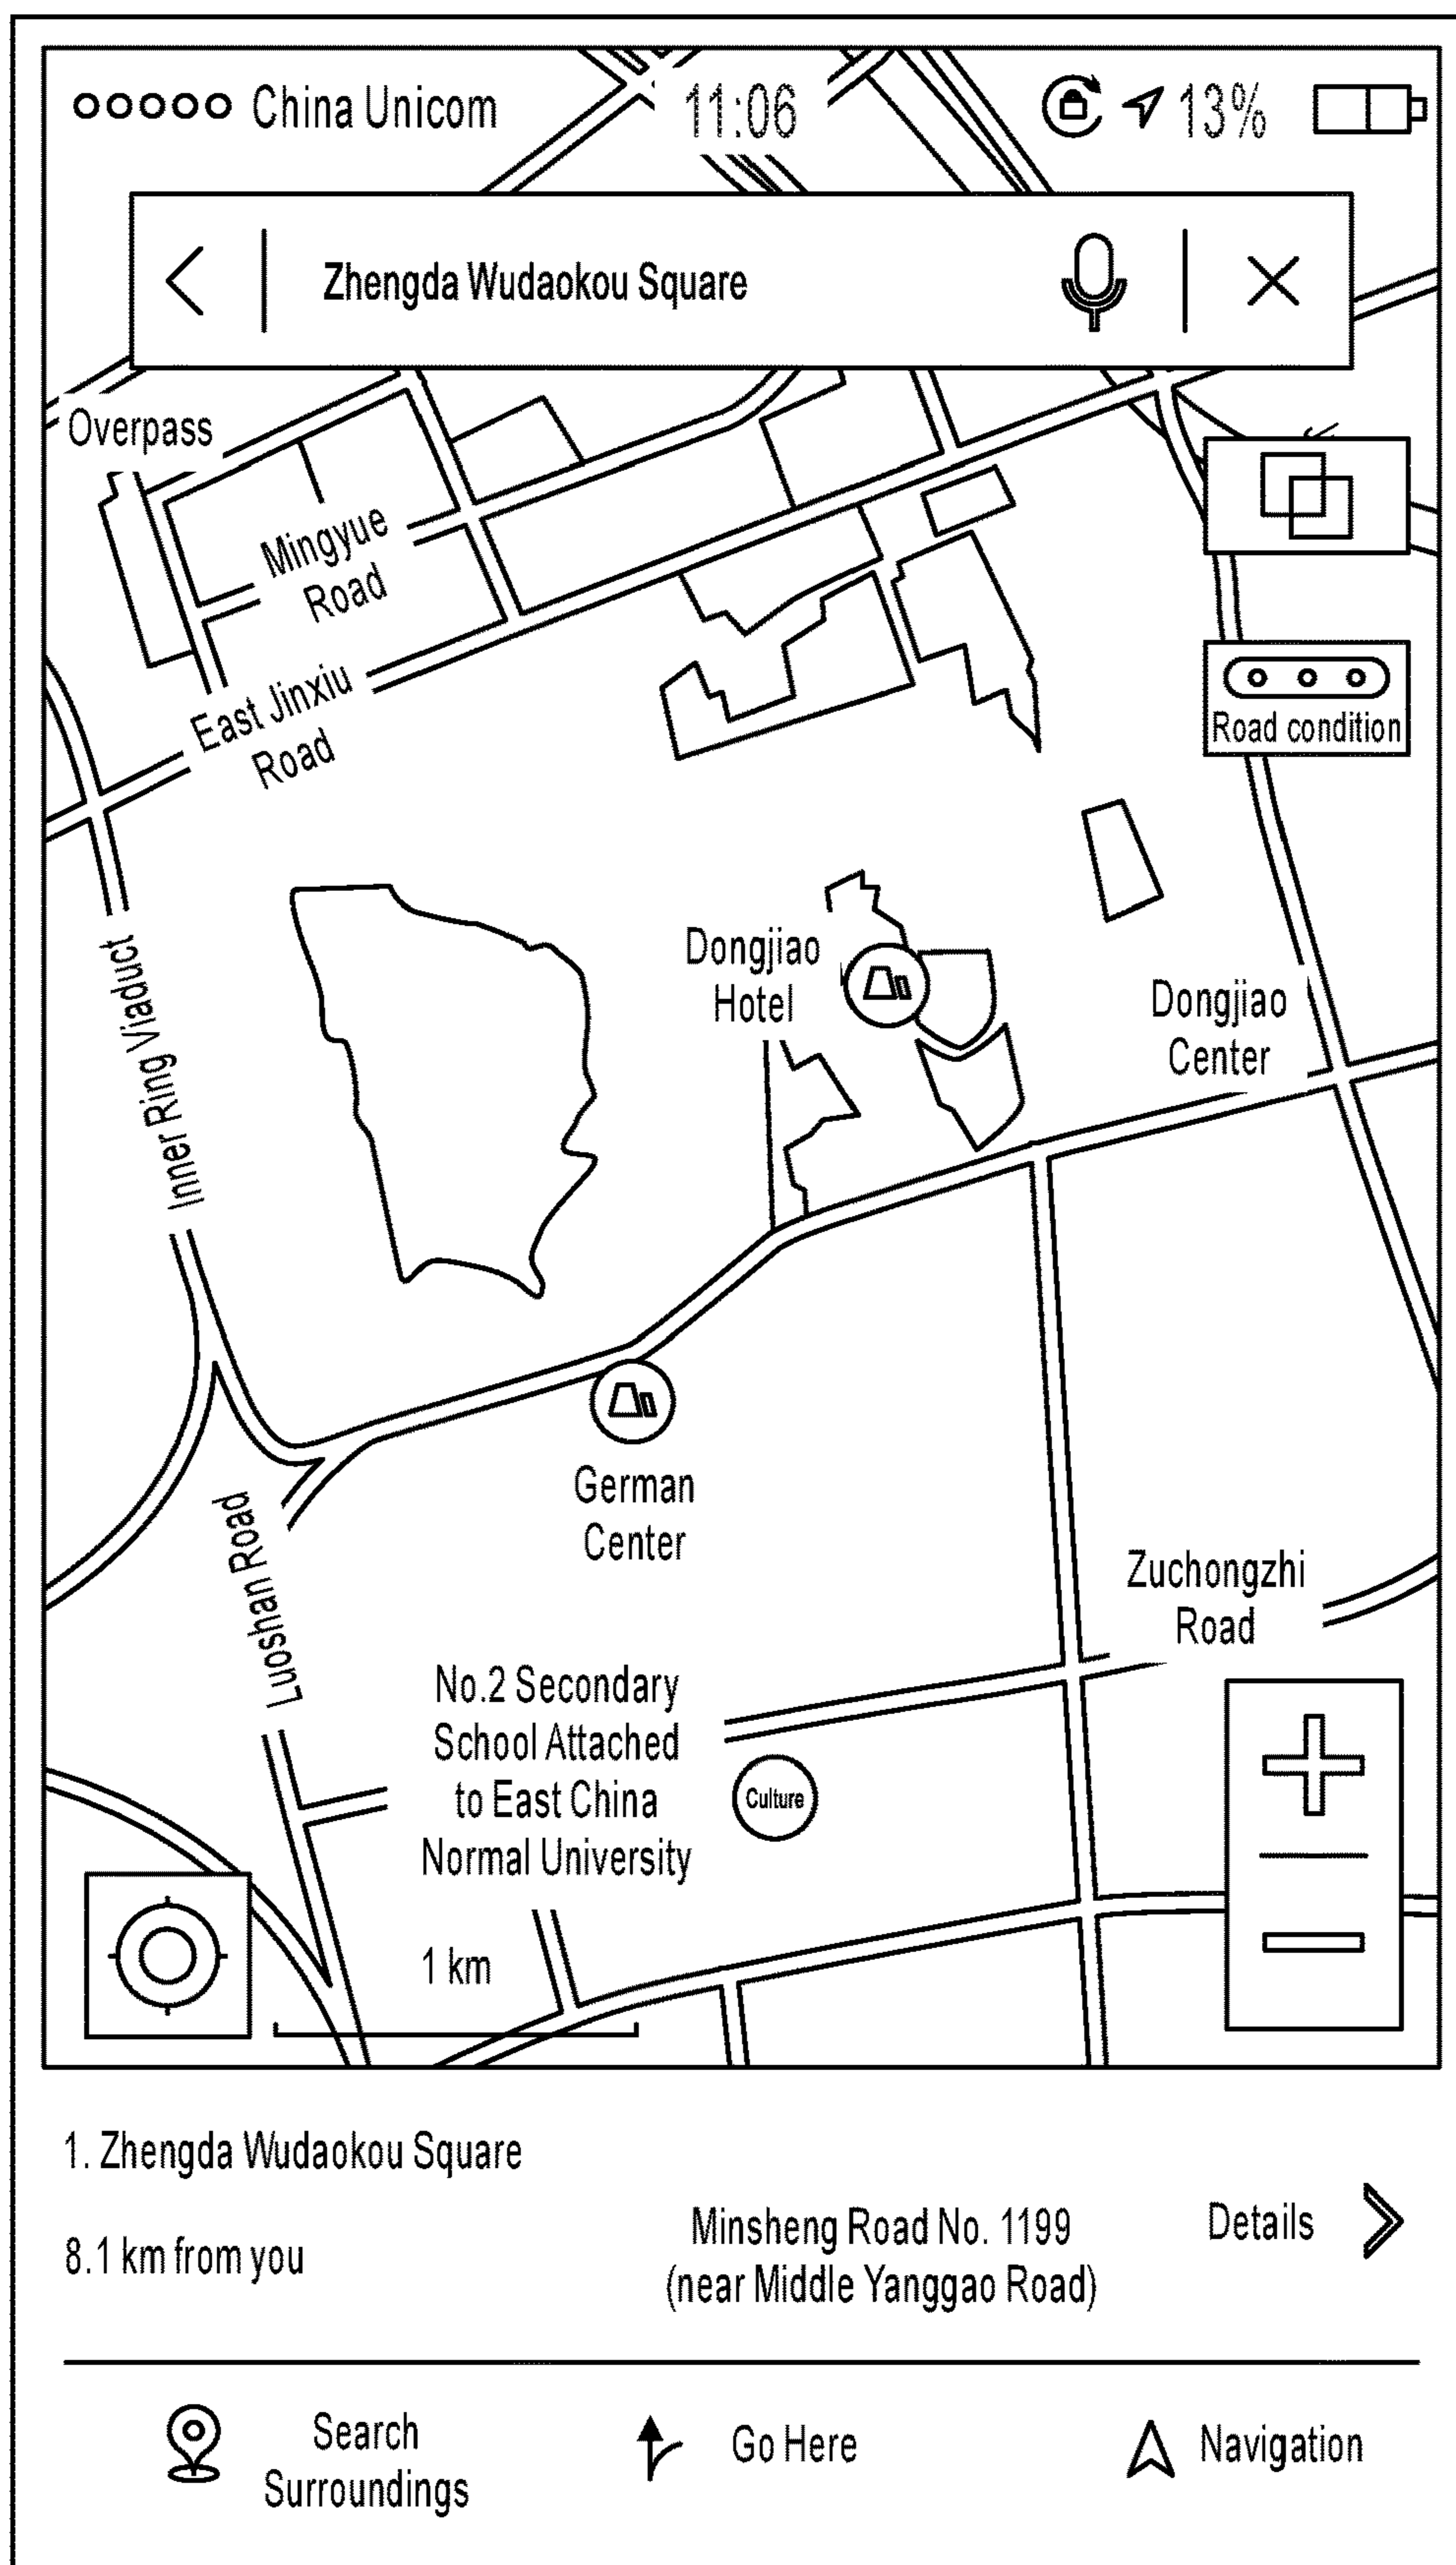 China Unicom 11:06 13%
Zhengda Wudaokou Square
Overpass
Mingyue
Road
East Jinxiu
Road
Road condition
Inner Ring Viaduct
Dongjiao
Hotel
Dongjiao
Center
German
Center
Luoshan Road
Zuchongzhi
Road
No.2 Secondary
School Attached
to East China
Normal University
Culture
1 km
1. Zhengda Wudaokou Square
8.1 km from you
Minsheng Road No. 1199
(near Middle Yanggao Road)
Details
Search
Surroundings
Go Here
Navigation